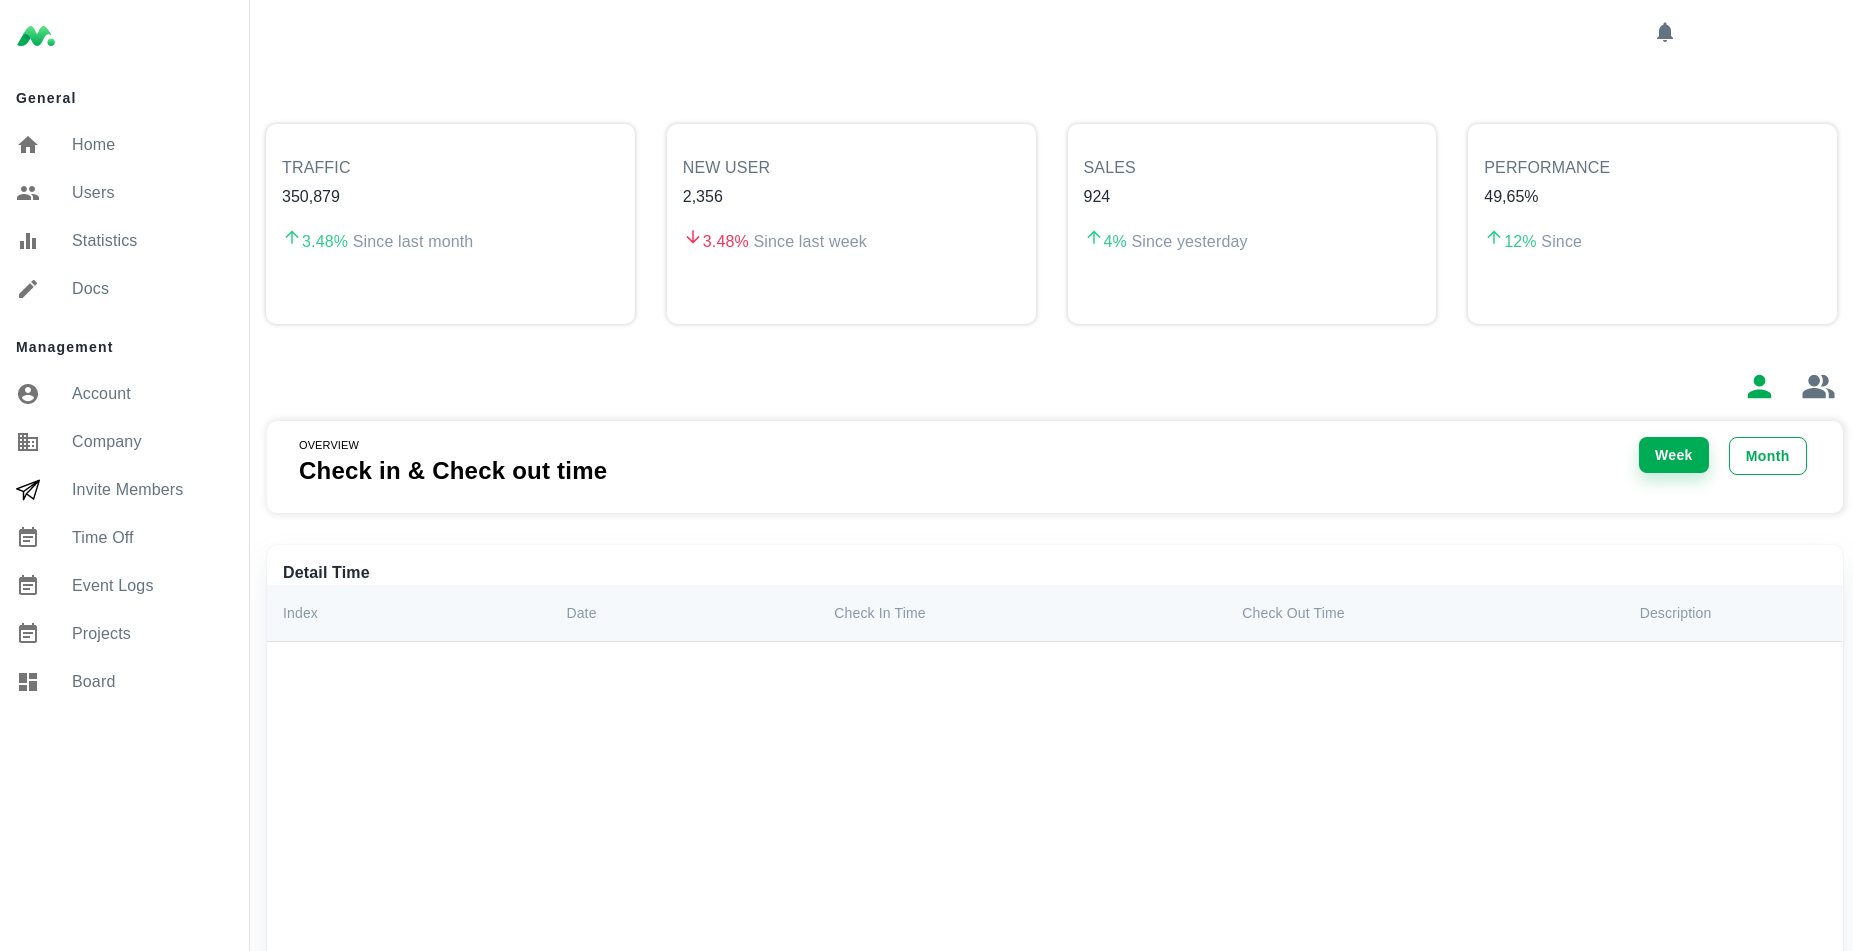 General
Home
Users
Statistics
Docs
Management
Account
Company
Invite Members
Time Off
Event Logs
Projects
Board
TRAFFIC
350,879
3.48% Since last month
NEW USER
2,356
3.48% Since last week
SALES
924
4% Since yesterday
PERFORMANCE
49,65%
12% Since
OVERVIEW
Check in & Check out time
Week
Month
Detail Time
Index Date Check In Time Check Out Time Description